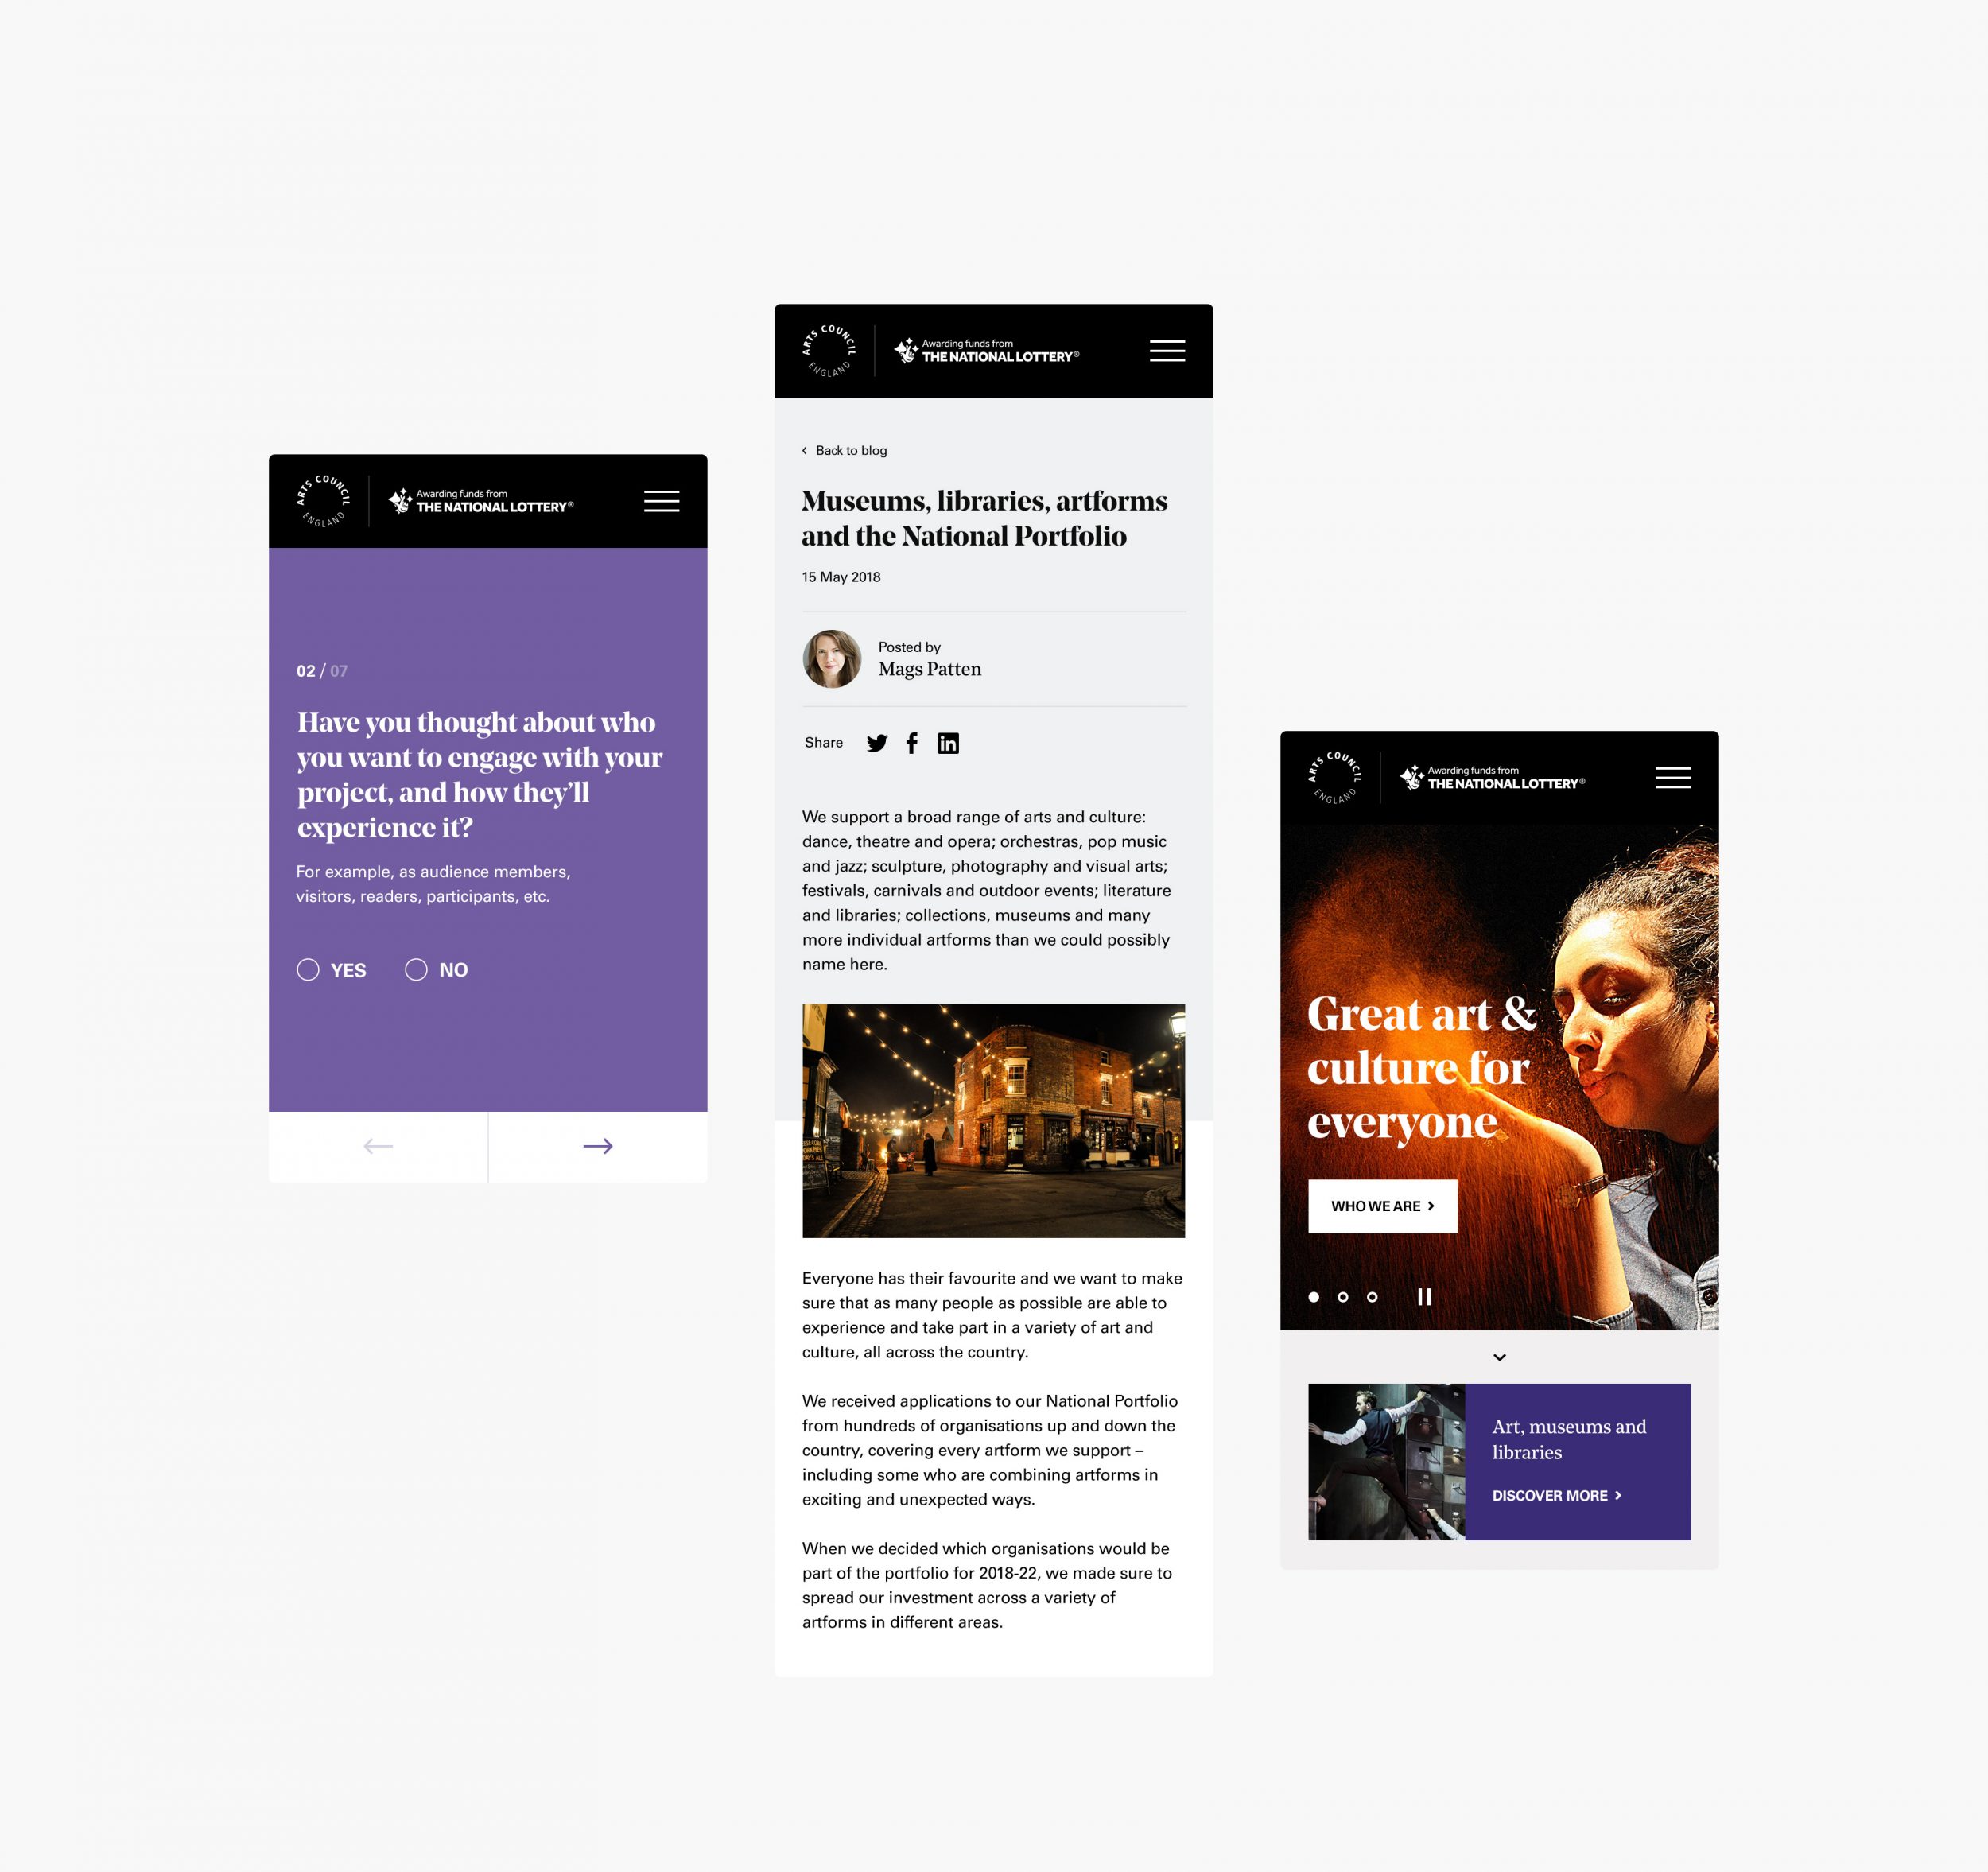 ARTS COUNCIL
ENGLAND
Awarding funds from
THE NATIONAL LOTTERY®
02 / 07
Have you thought about who
you want to engage with your
project, and how they’ll
experience it?
For example, as audience members,
visitors, readers, participants, etc.
YES NO
ARTS COUNCIL
ENGLAND
Awarding funds from
THE NATIONAL LOTTERY®
Back to blog
Museums, libraries, artforms
and the National Portfolio
15 May 2018
Posted by
Mags Patten
Share
We support a broad range of arts and culture:
dance, theatre and opera; orchestras, pop music
and jazz; sculpture, photography and visual arts;
festivals, carnivals and outdoor events; literature
and libraries; collections, museums and many
more individual artforms than we could possibly
name here.
Everyone has their favourite and we want to make
sure that as many people as possible are able to
experience and take part in a variety of art and
culture, all across the country.
We received applications to our National Portfolio
from hundreds of organisations up and down the
country, covering every artform we support –
including some who are combining artforms in
exciting and unexpected ways.
When we decided which organisations would be
part of the portfolio for 2018-22, we made sure to
spread our investment across a variety of
artforms in different areas.
ARTS COUNCIL
ENGLAND
Awarding funds from
THE NATIONAL LOTTERY®
Great art &
culture for
everyone
WHO WE ARE
Art, museums and
libraries
DISCOVER MORE